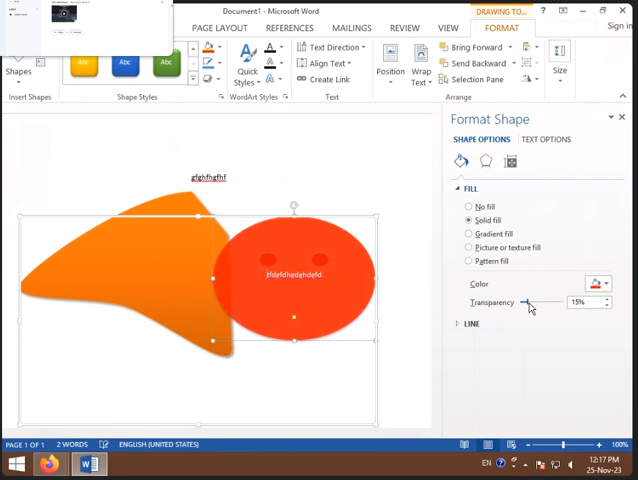 Document1 - Microsoft Word
DRAWING TO...
PAGE LAYOUT REFERENCES MAILINGS REVIEW VIEW FORMAT Sign in
Shapes
Abc Abc Abc
Quick Styles
Text Direction
Align Text
Create Link
Position
Wrap Text
Bring Forward
Send Backward
Selection Pane
Size
Insert Shapes Shape Styles WordArt Styles Text Arrange
Format Shape
SHAPE OPTIONS TEXT OPTIONS
FILL
No fill
Solid fill
Gradient fill
Picture or texture fill
Pattern fill
Color
Transparency 15%
LINE
gfghfhgfhf
PAGE 1 OF 1 2 WORDS ENGLISH (UNITED STATES) 100%
EN 12:17 PM
25-Nov-23